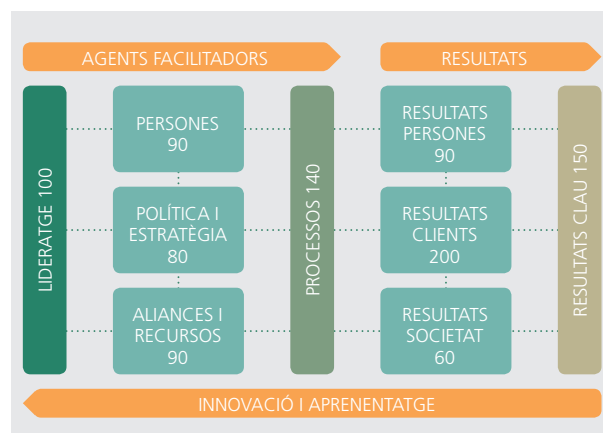 AGENTS FACILITADORS
RESULTATS
LIDERATGE 100
PERSONES
90
POLÍTICA I
ESTRATÈGIA
80
ALIANCES I
RECURSOS
90
PROCESSOS 140
RESULTATS
PERSONES
90
RESULTATS
CLIENTS
200
RESULTATS
SOCIETAT
60
RESULTATS CLAU 150
INNOVACIÓ I APRENENTATGE